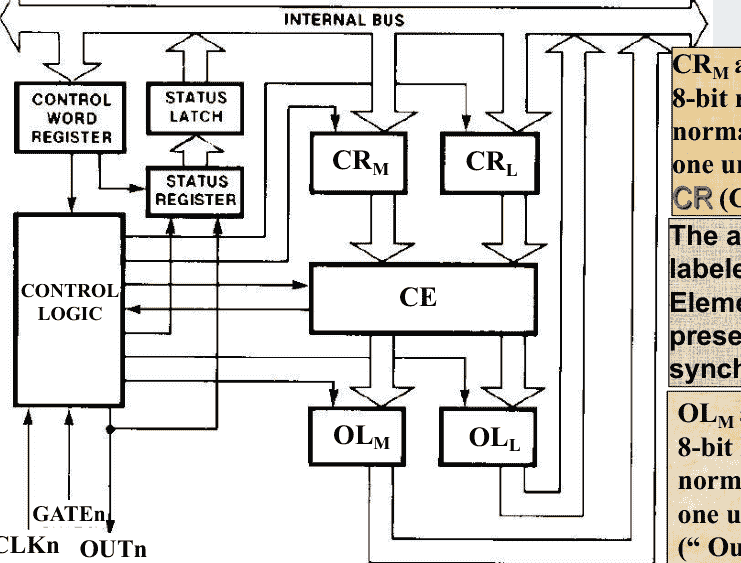 INTERNAL BUS
CONTROL
WORD
REGISTER
STATUS
LATCH
STATUS
REGISTER
CRM
CRL
CONTROL
LOGIC
CE
OLM
OLL
GATEn
CLKn OUTn
CRM a
8-bit
norma
one
CR (C
The a
labele
Eleme
prese
synch
OLM
8-bit
norm
one
(“ Ou